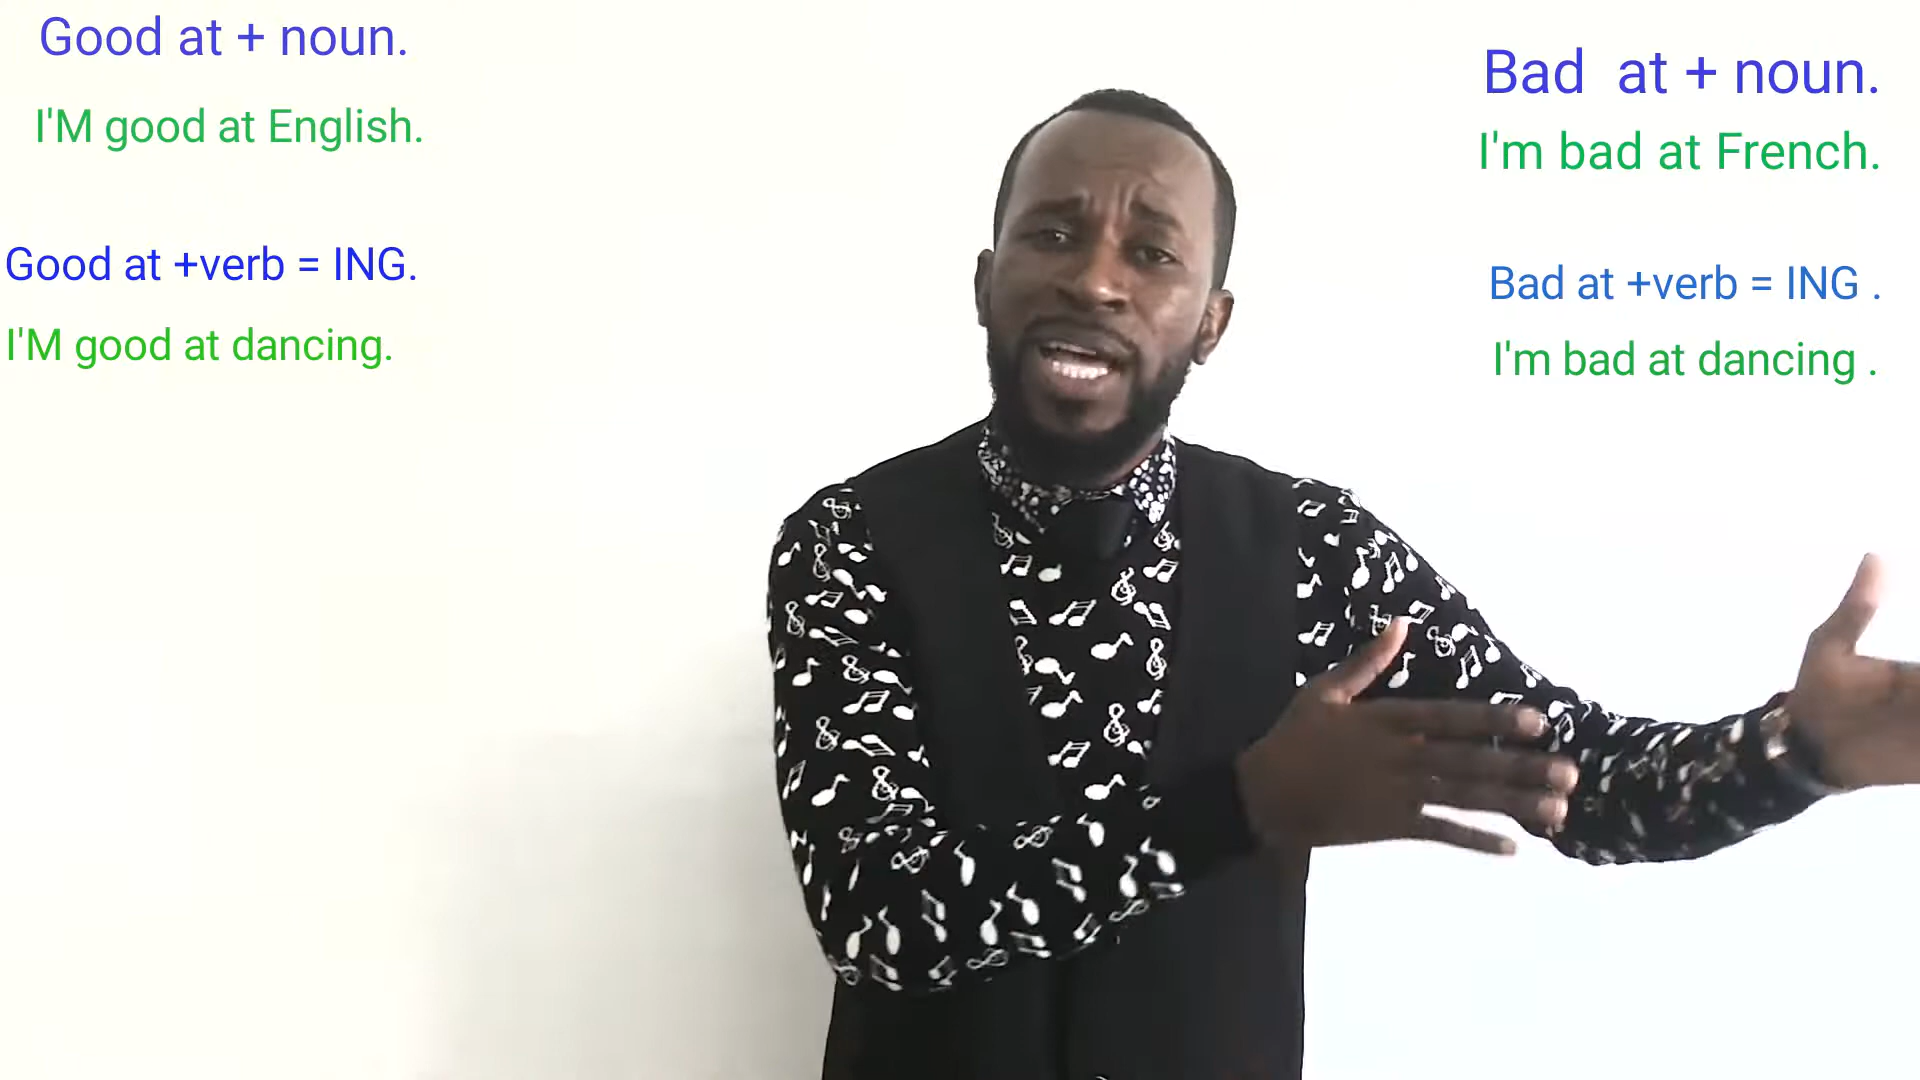 Good at + noun.
I'M good at English.
Good at +verb = ING.
I'M good at dancing.
Bad  at + noun.
I'm bad at French.
Bad at +verb = ING .
I'm bad at dancing .